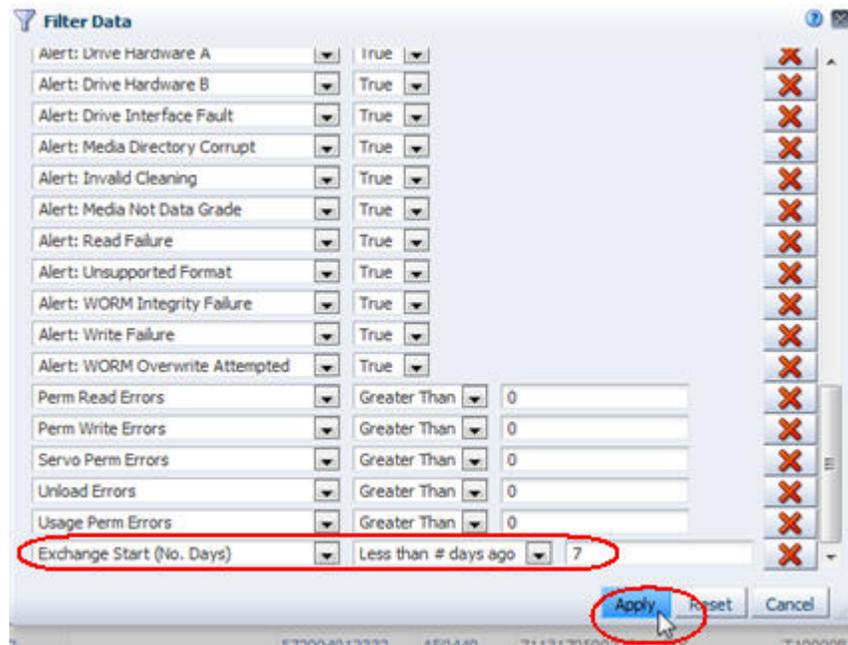 Filter Data
Alert: Drive Hardware A True
Alert: Drive Hardware B True
Alert: Drive Interface Fault True
Alert: Media Directory Corrupt True
Alert: Invalid Cleaning True
Alert: Media Not Data Grade True
Alert: Read Failure True
Alert: Unsupported Format True
Alert: WORM Integrity Failure True
Alert: Write Failure True
Alert: WORM Overwrite Attempted True
Perm Read Errors Greater Than 0
Perm Write Errors Greater Than 0
Servo Perm Errors Greater Than 0
Unload Errors Greater Than 0
Usage Perm Errors Greater Than 0
Exchange Start (No. Days) Less than # days ago 7
Apply Reset Cancel